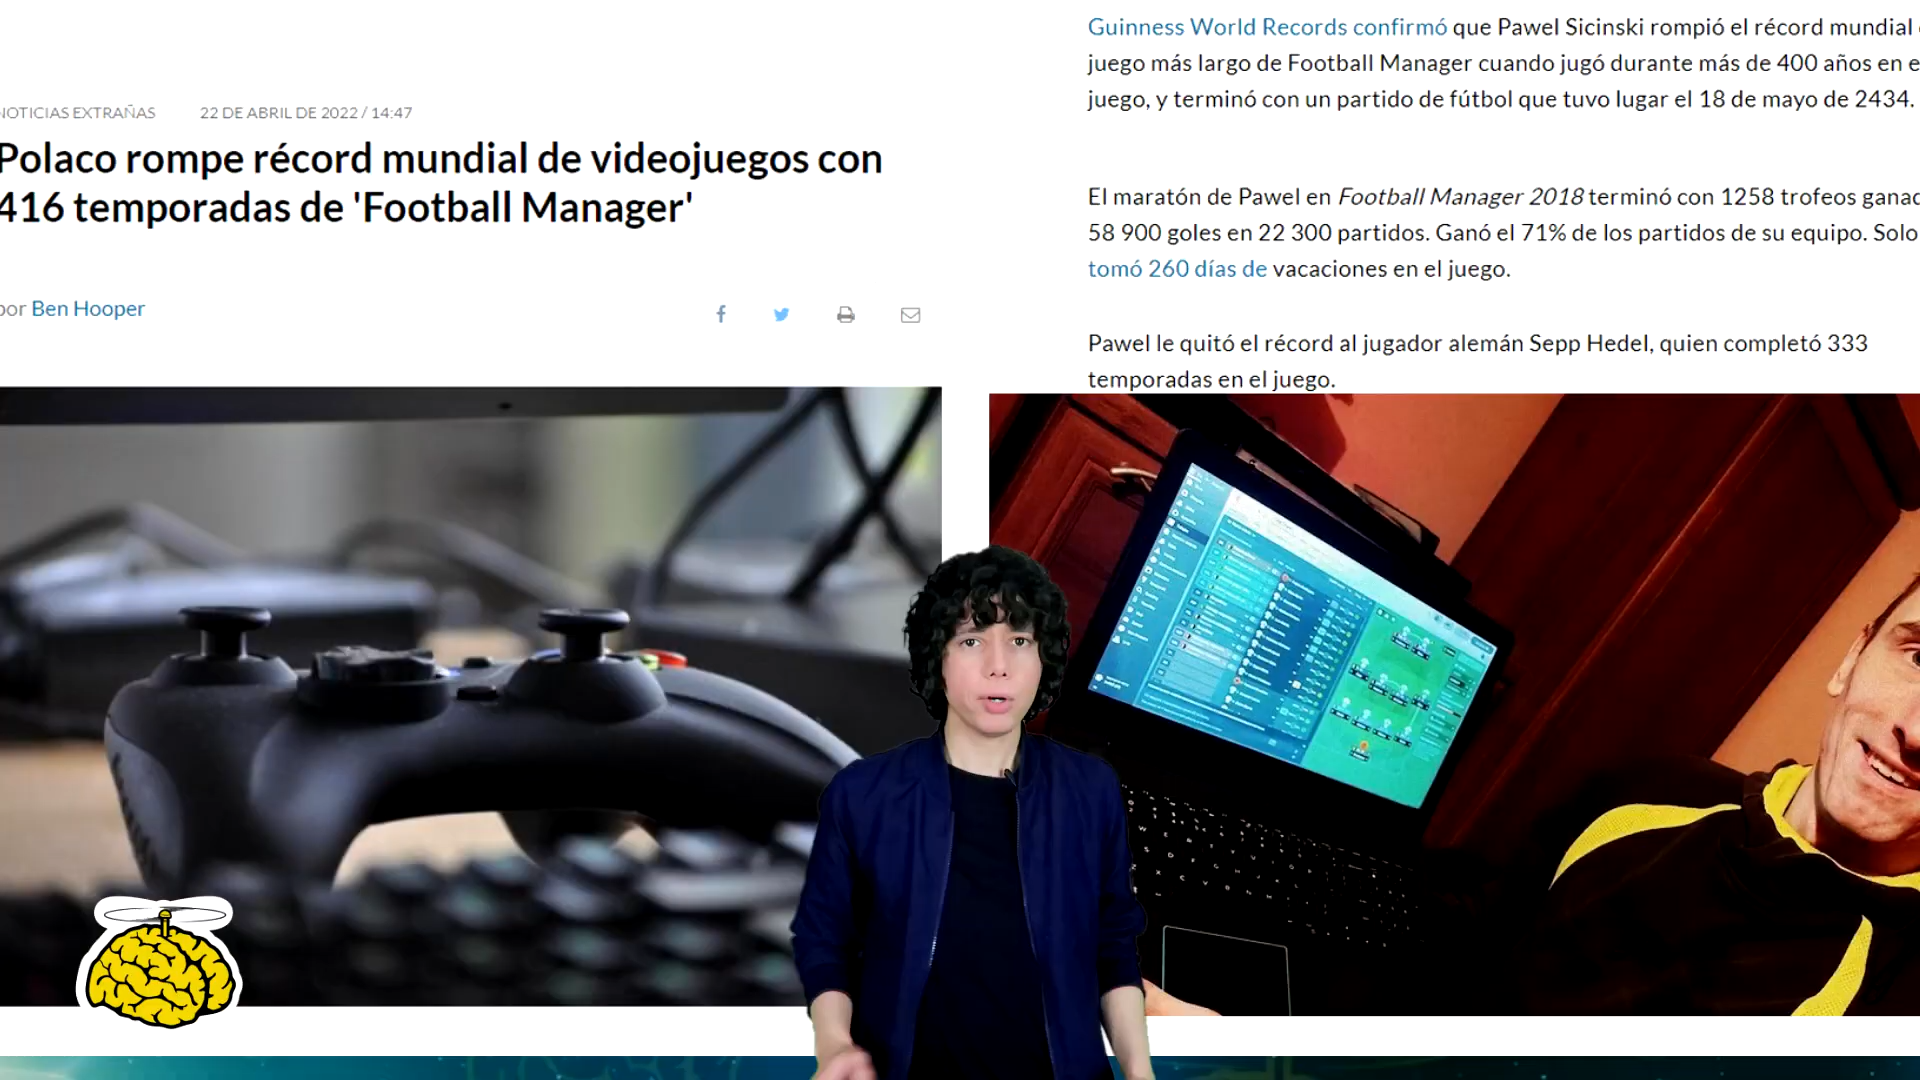 NOTICIAS EXTRAÑAS 22 DE ABRIL DE 2022 / 14:47
Polaco rompe récord mundial de videojuegos con
416 temporadas de 'Football Manager'
por Ben Hooper
Guinness World Records confirmó que Pawel Sicinski rompió el récord mundial
juego más largo de Football Manager cuando jugó durante más de 400 años en e
juego, y terminó con un partido de fútbol que tuvo lugar el 18 de mayo de 2434.
El maratón de Pawel en Football Manager 2018 terminó con 1258 trofeos ganad
58 900 goles en 22 300 partidos. Ganó el 71% de los partidos de su equipo. Solo
tomó 260 días de vacaciones en el juego.
Pawel le quitó el récord al jugador alemán Sepp Hedel, quien completó 333
temporadas en el juego.